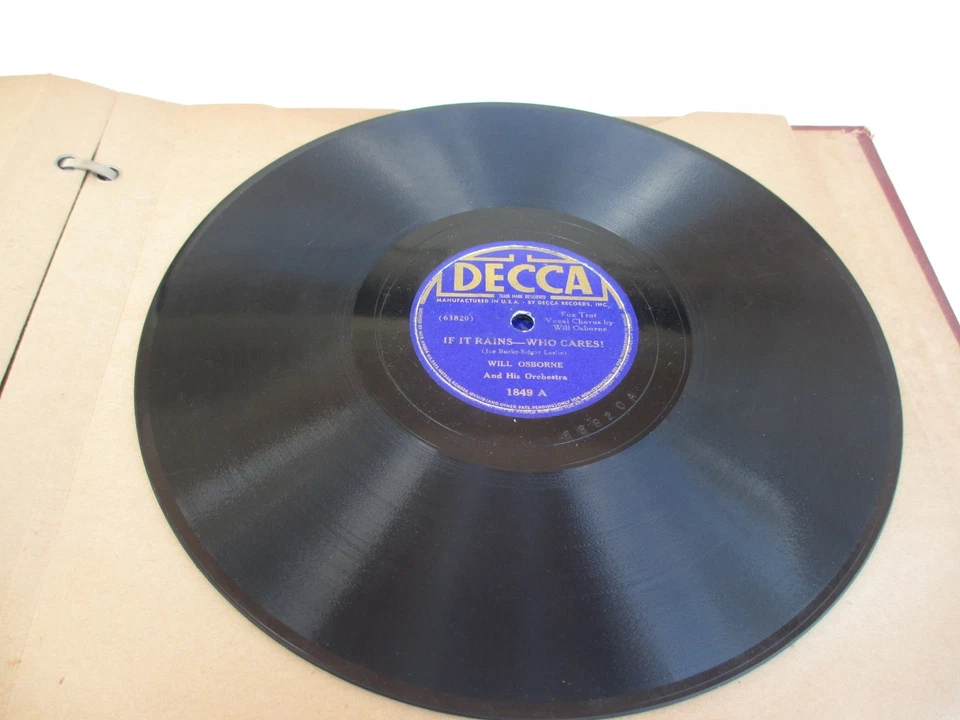 DECCA
TRADE MARK REGISTERED
MANUFACTURED IN U.S.A. · BY DECCA RECORDS, INC.
(63820)
Fox Trot
Vocal Chorus by
Will Osborne
IF IT RAINS—WHO CARES!
(Joe Burke-Edgar Leslie)
WILL OSBORNE
And His Orchestra
1849 A
63820A